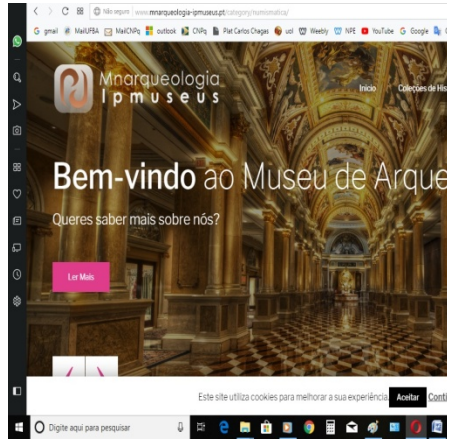 Não seguro www.mnarqueologia-ipmuseus.pt/category/numismatica/
gmail MailUFBA MailCNPq outlook CNPq Plat Carlos Chagas uol Weebly NPE YouTube Google
Mnarqueologia
Ipmuseus
Início Coleções de His
Bem-vindo ao Museu de Arque
Queres saber mais sobre nós?
Ler Mais
Este site utiliza cookies para melhorar a sua experiência. Aceitar Conti
Digite aqui para pesquisar